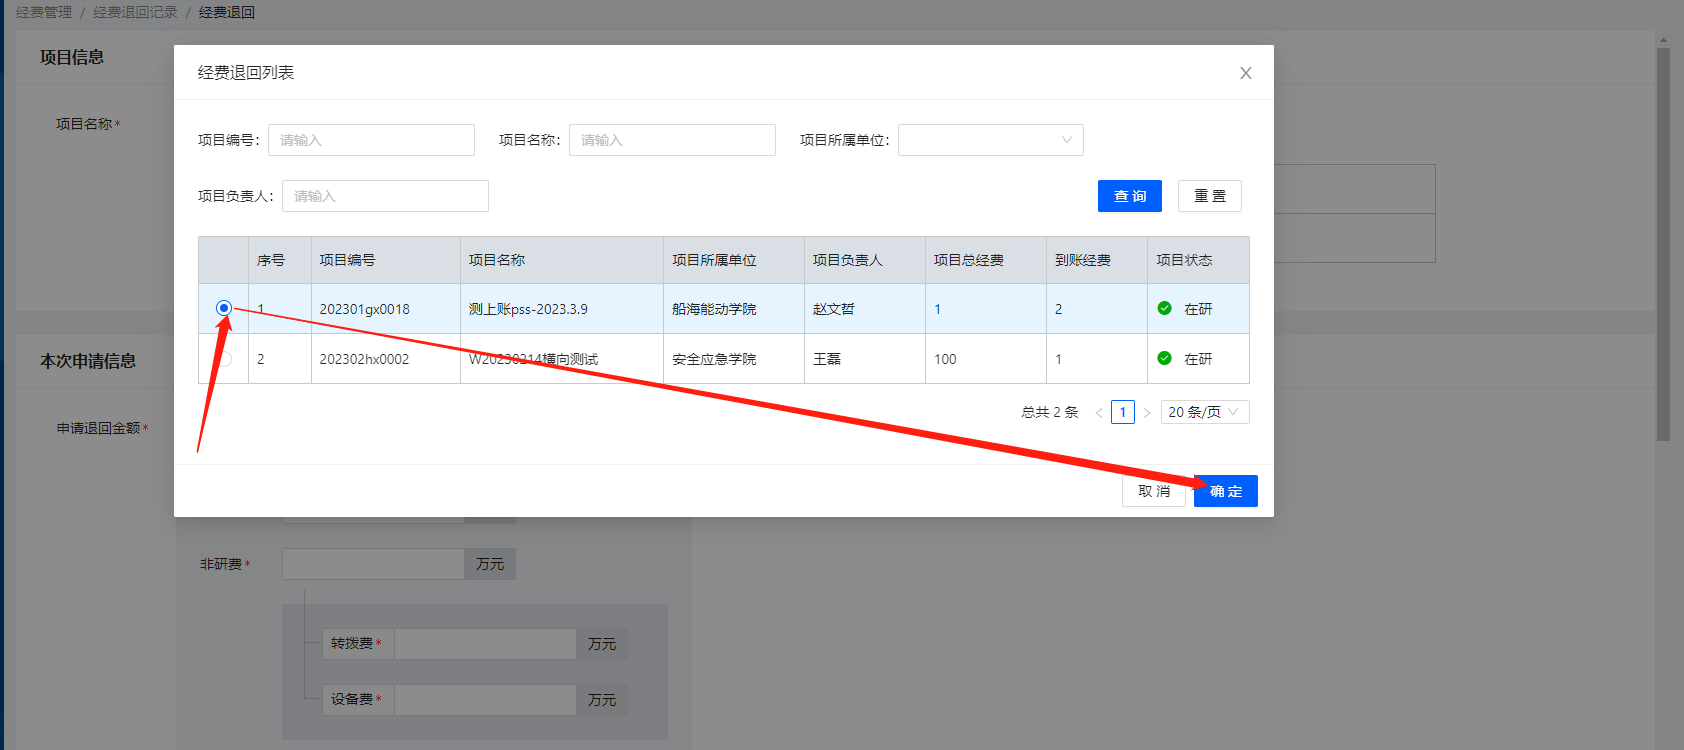 经费管理 / 经费退回记录 / 经费退回
项目信息
项目名称*
经费退回列表
项目编号: 请输入 项目名称: 请输入 项目所属单位:
项目负责人: 请输入 查 询 重 置
序号 项目编号 项目名称 项目所属单位 项目负责人 项目总经费 到账经费 项目状态
1 202301gx0018 测上账pss-2023.3.9 船海能动学院 赵文哲 1 2 在研
2 202302hx0002 W20230214横向测试 安全应急学院 王磊 100 1 在研
总共 2 条 < 1 > 20 条/页
取 消 确 定
本次申请信息
申请退回金额*
非研费* 万元
转拨费* 万元
设备费* 万元